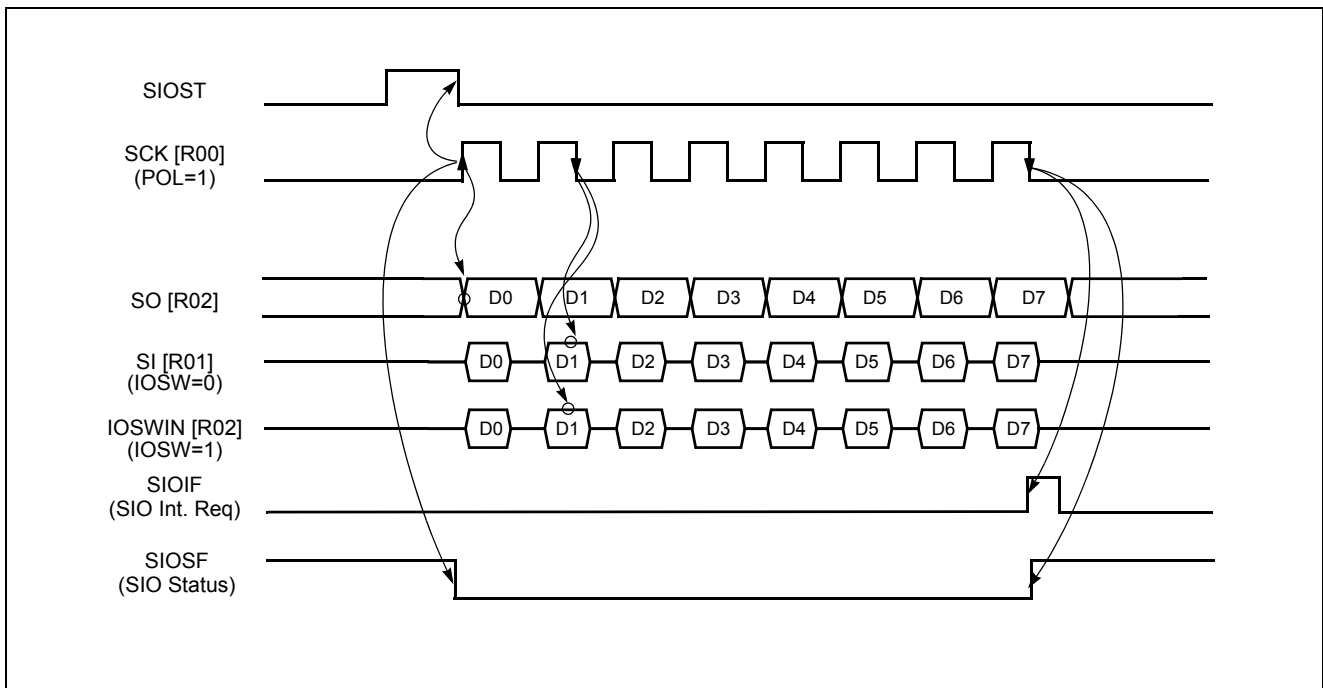 SIOST
SCK [R00]
(POL=1)
SO [R02]
D0 D1 D2 D3 D4 D5 D6 D7
SI [R01]
(IOSW=0)
D0 D1 D2 D3 D4 D5 D6 D7
IOSWIN [R02]
(IOSW=1)
D0 D1 D2 D3 D4 D5 D6 D7
SIOIF
(SIO Int. Req)
SIOSF
(SIO Status)